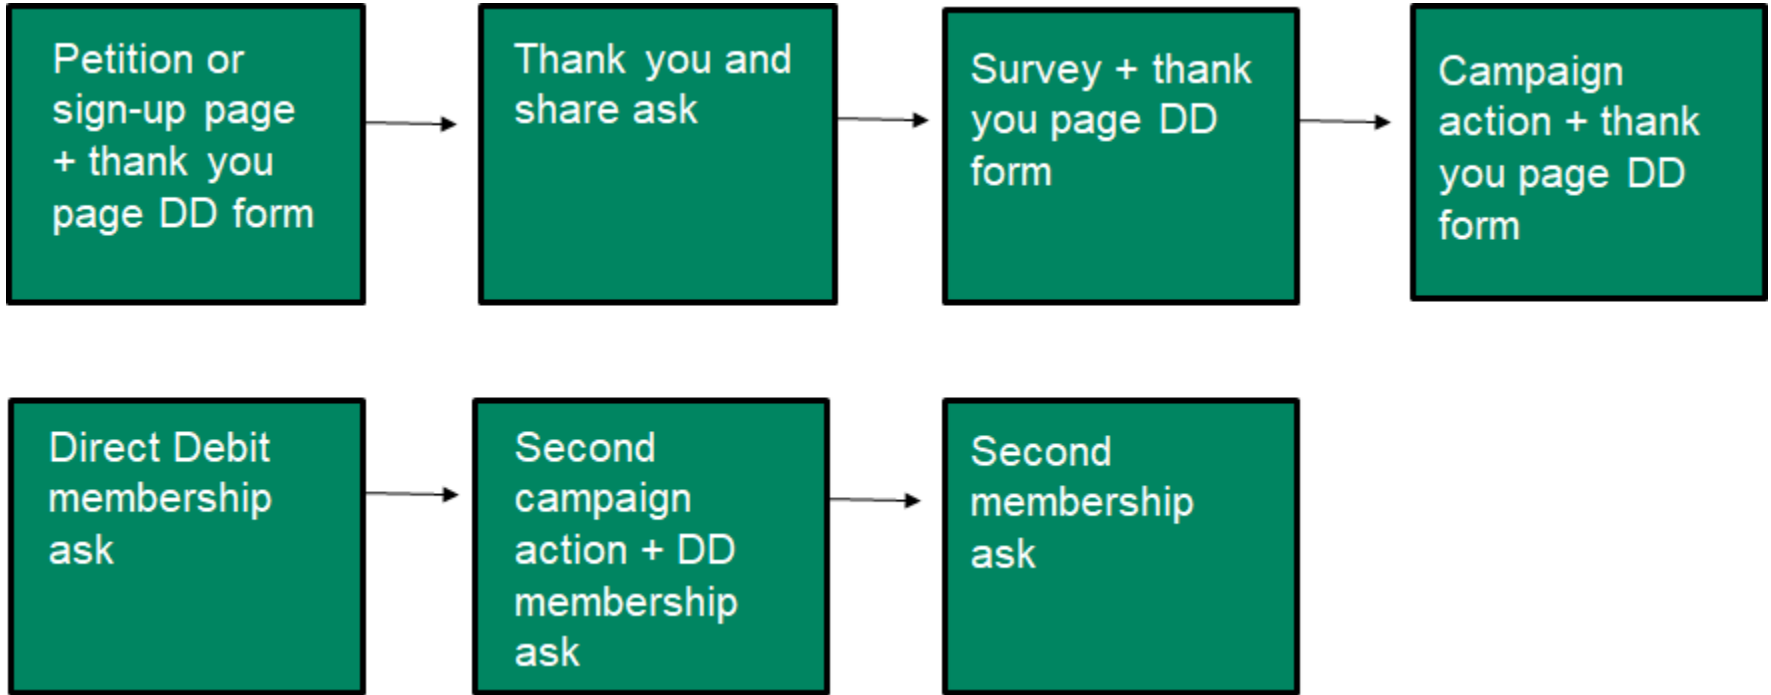 Petition or
sign-up page
+ thank you
page DD form
Thank you and
share ask
Survey + thank
you page DD
form
Campaign
action + thank
you page DD
form
Direct Debit
membership
ask
Second
campaign
action + DD
membership
ask
Second
membership
ask